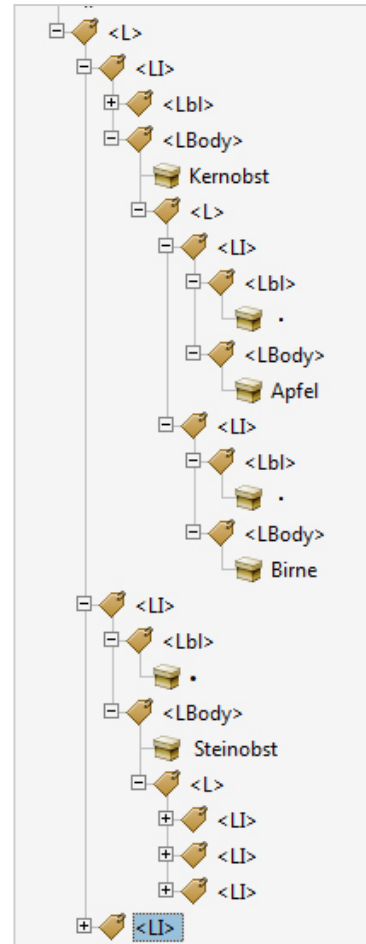 <L>
<LI>
<Lbl>
<LBody>
Kernobst
<L>
<LI>
<Lbl>
•
<LBody>
Apfel
<LI>
<Lbl>
•
<LBody>
Birne
<LI>
<Lbl>
•
<LBody>
Steinobst
<L>
<LI>
<LI>
<LI>
<LI>